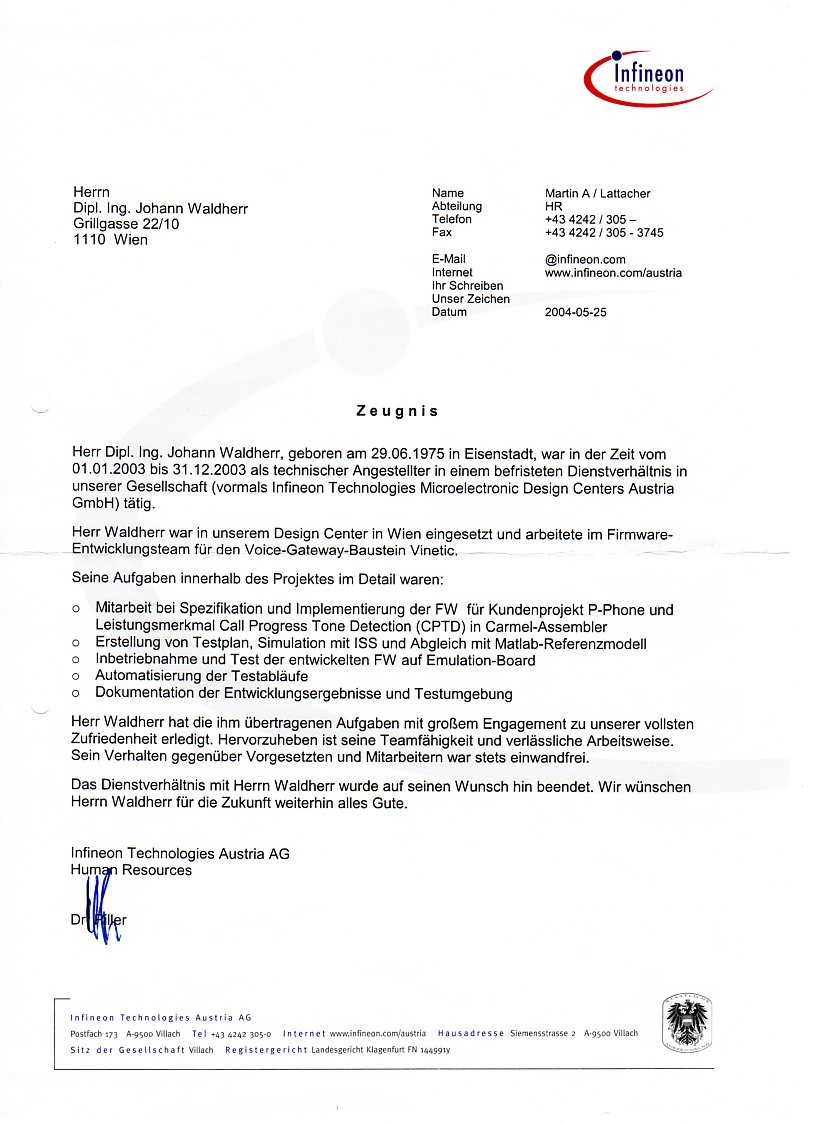 Infineon
technologies
Herrn
Dipl. Ing. Johann Waldherr
Grillgasse 22/10
1110 Wien
Name Martin A / Lattacher
Abteilung HR
Telefon +43 4242 / 305 –
Fax +43 4242 / 305 - 3745
E-Mail @infineon.com
Internet www.infineon.com/austria
Ihr Schreiben
Unser Zeichen
Datum 2004-05-25
Zeugnis
Herr Dipl. Ing. Johann Waldherr, geboren am 29.06.1975 in Eisenstadt, war in der Zeit vom
01.01.2003 bis 31.12.2003 als technischer Angestellter in einem befristeten Dienstverhältnis in
unserer Gesellschaft (vormals Infineon Technologies Microelectronic Design Centers Austria
GmbH) tätig.
Herr Waldherr war in unserem Design Center in Wien eingesetzt und arbeitete im Firmware-
Entwicklungsteam für den Voice-Gateway-Baustein Vinetic.
Seine Aufgaben innerhalb des Projektes im Detail waren:
o Mitarbeit bei Spezifikation und Implementierung der FW für Kundenprojekt P-Phone und
Leistungsmerkmal Call Progress Tone Detection (CPTD) in Carmel-Assembler
o Erstellung von Testplan, Simulation mit ISS und Abgleich mit Matlab-Referenzmodell
o Inbetriebnahme und Test der entwickelten FW auf Emulation-Board
o Automatisierung der Testabläufe
o Dokumentation der Entwicklungsergebnisse und Testumgebung
Herr Waldherr hat die ihm übertragenen Aufgaben mit großem Engagement zu unserer vollsten
Zufriedenheit erledigt. Hervorzuheben ist seine Teamfähigkeit und verlässliche Arbeitsweise.
Sein Verhalten gegenüber Vorgesetzten und Mitarbeitern war stets einwandfrei.
Das Dienstverhältnis mit Herrn Waldherr wurde auf seinen Wunsch hin beendet. Wir wünschen
Herrn Waldherr für die Zukunft weiterhin alles Gute.
Infineon Technologies Austria AG
Human Resources
Dr. Piller
Infineon Technologies Austria AG
Postfach 173 A-9500 Villach Tel +43 4242 305-0 Internet www.infineon.com/austria Hausadresse Siemensstrasse 2 A-9500 Villach
Sitz der Gesellschaft Villach Registergericht Landesgericht Klagenfurt FN 144991y